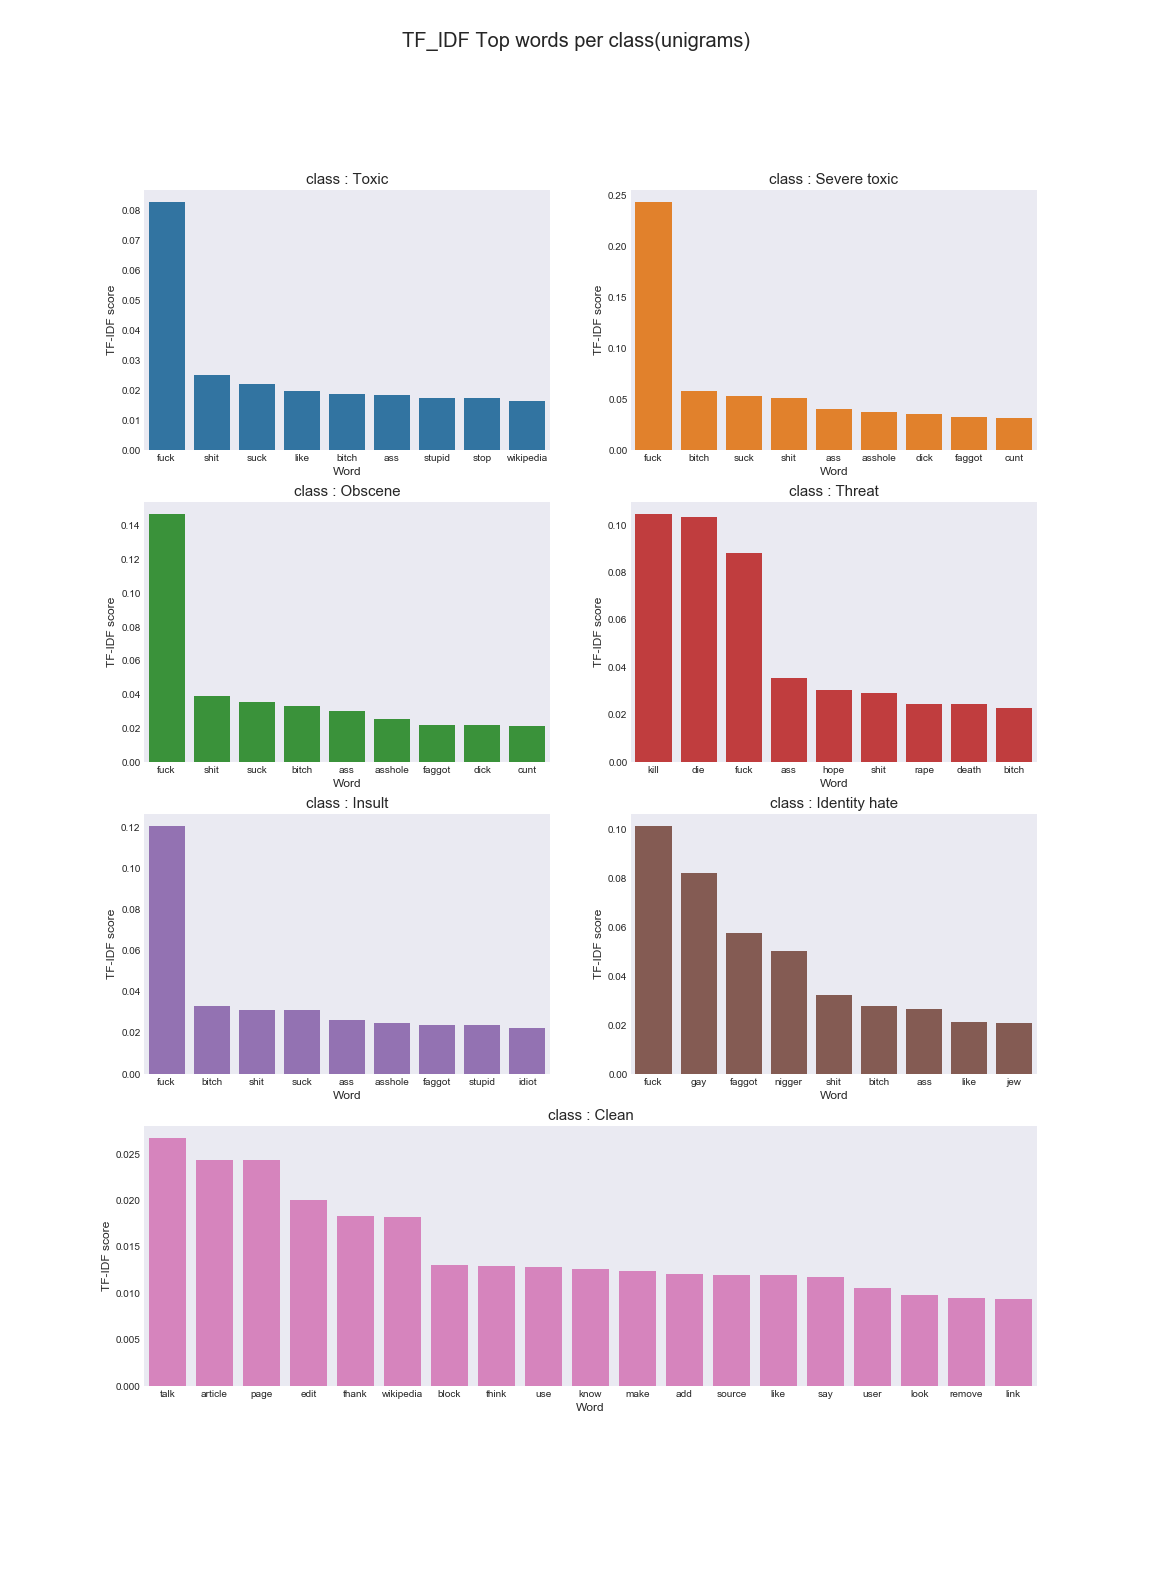 TF_IDF Top words per class(unigrams)
class : Toxic
TF-IDF score
0.08
0.07
0.06
0.05
0.04
0.03
0.02
0.01
0.00
fuck shit suck like bitch ass stupid stop wikipedia
Word
class : Severe toxic
TF-IDF score
0.25
0.20
0.15
0.10
0.05
0.00
fuck bitch suck shit ass asshole dick faggot cunt
Word
class : Obscene
TF-IDF score
0.14
0.12
0.10
0.08
0.06
0.04
0.02
0.00
fuck shit suck bitch ass asshole faggot dick cunt
Word
class : Threat
TF-IDF score
0.10
0.08
0.06
0.04
0.02
0.00
kill die fuck ass hope shit rape death bitch
Word
class : Insult
TF-IDF score
0.12
0.10
0.08
0.06
0.04
0.02
0.00
fuck bitch shit suck ass asshole faggot stupid idiot
Word
class : Identity hate
TF-IDF score
0.10
0.08
0.06
0.04
0.02
0.00
fuck gay faggot nigger shit bitch ass like jew
Word
class : Clean
TF-IDF score
0.025
0.020
0.015
0.010
0.005
0.000
talk article page edit thank wikipedia block think use know make add source like say user look remove link
Word